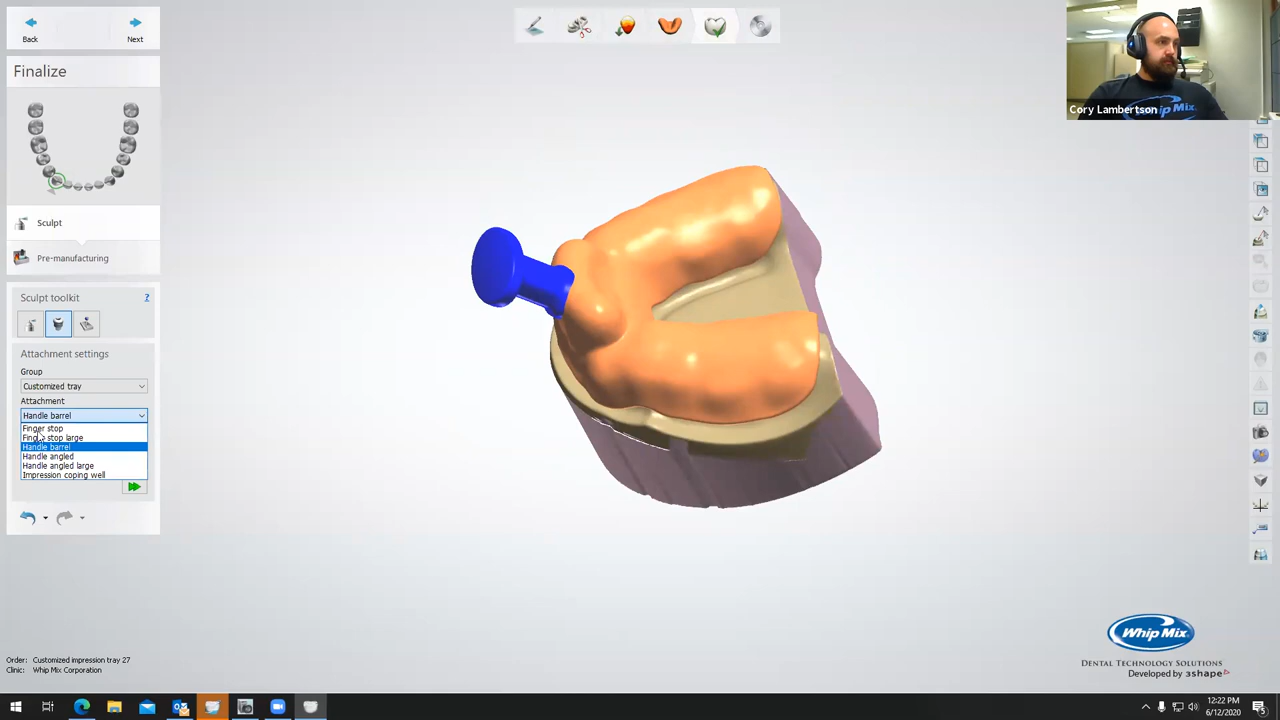 Back
Next
Finalize
Sculpt
Pre-manufacturing
Sculpt toolkit
?
Attachment settings
Group
Customized tray
Attachment
Handle barrel
Finger stop
Finger stop large
Handle barrel
Handle angled
Handle angled large
Impression coping well
Order: Customized impression tray 27
Clinic: Whip Mix Corporation
Cory Lambertson
Whip Mix
Whip Mix
DENTAL TECHNOLOGY SOLUTIONS
Developed by 3shape
12:22 PM
6/12/2020
5